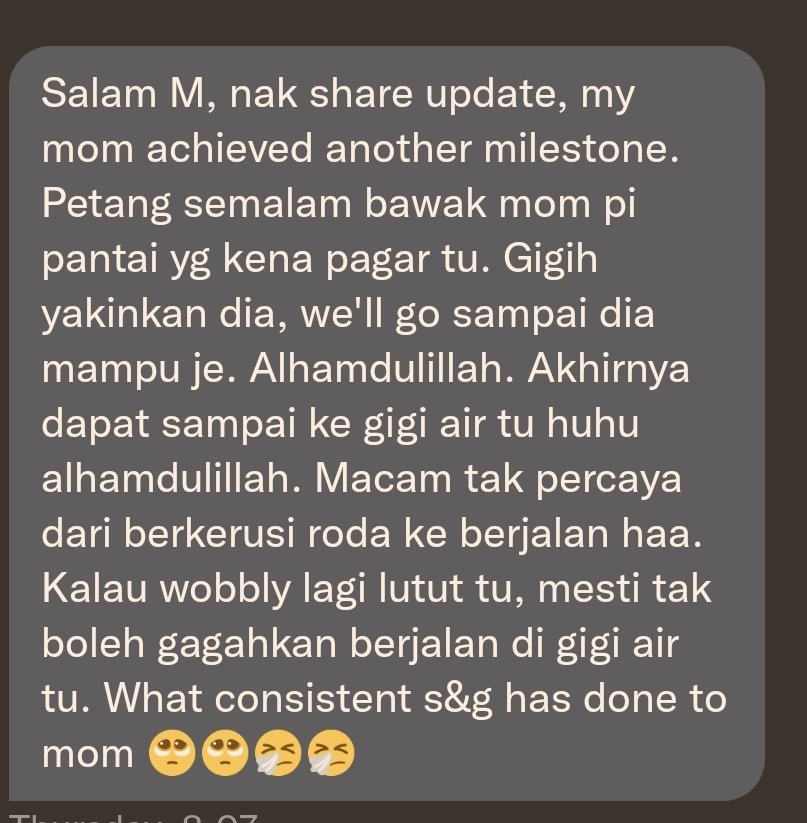 Salam M, nak share update, my
mom achieved another milestone.
Petang semalam bawak mom pi
pantai yg kena pagar tu. Gigih
yakinkan dia, we'll go sampai dia
mampu je. Alhamdulillah. Akhirnya
dapat sampai ke gigi air tu huhu
alhamdulillah. Macam tak percaya
dari berkerusi roda ke berjalan haa.
Kalau wobbly lagi lutut tu, mesti tak
boleh gagahkan berjalan di gigi air
tu. What consistent s&g has done to
mom 🥺🥺🤧🤧